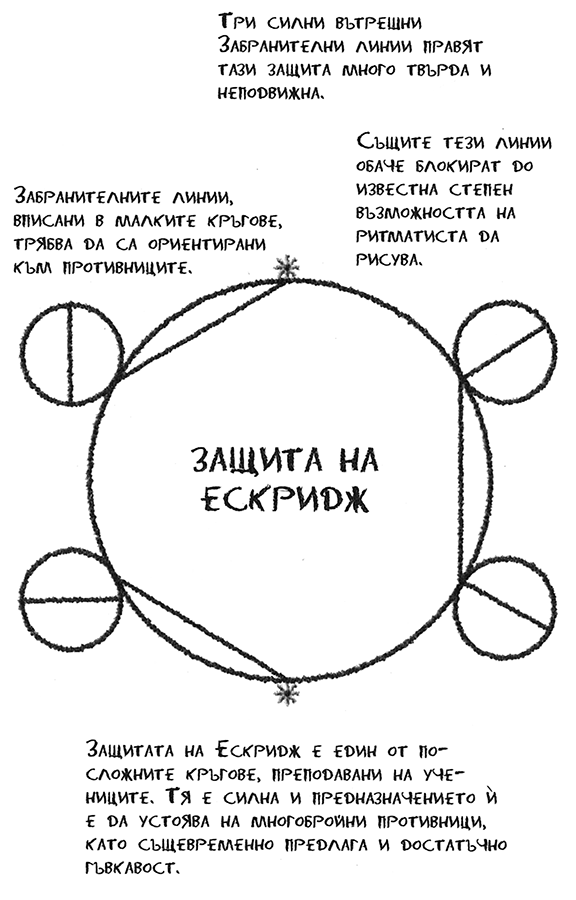 Три силни вътрешни
Забранителни линии правят
тази защита много твърда и
неподвижна.
Същите тези линии
обаче блокират до
известна степен
възможността на
ритматиста да
рисува.
Забранителните линии,
вписани в малките кръгове,
трябва да са ориентирани
към противниците.
ЗАЩИТА НА
ЕСКРИДЖ
Защитата на Ескридж е един от по-
сложните кръгове, преподавани на уче-
ниците. Тя е силна и предназначението ѝ
е да устоява на многобройни противници,
като същевременно предлага и достатъчно
гъвкавост.